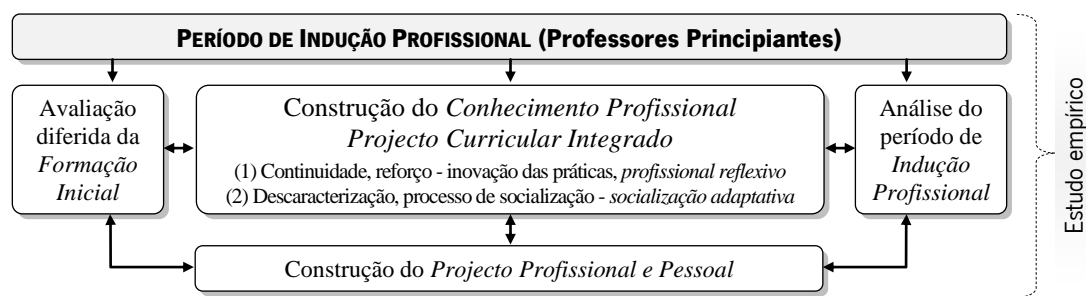 PERÍODO DE INDUÇÃO PROFISSIONAL (Professores Principiantes)
Avaliação
diferida da
Formação
Inicial
Construção do Conhecimento Profissional
Projecto Curricular Integrado
(1) Continuidade, reforço - inovação das práticas, profissional reflexivo
(2) Descaracterização, processo de socialização - socialização adaptativa
Análise do
período de
Indução
Profissional
Construção do Projecto Profissional e Pessoal
Estudo empírico